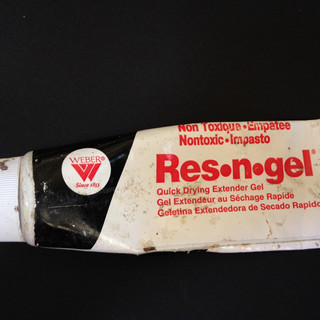 WEBER®
Since 1853
Non Toxique•Empatee
Nontoxic•Impasto
Res•n•gel®
Quick Drying Extender Gel
Gel Extendeur au Séchage Rapide
Gelatina Extendedora de Secado Rapido